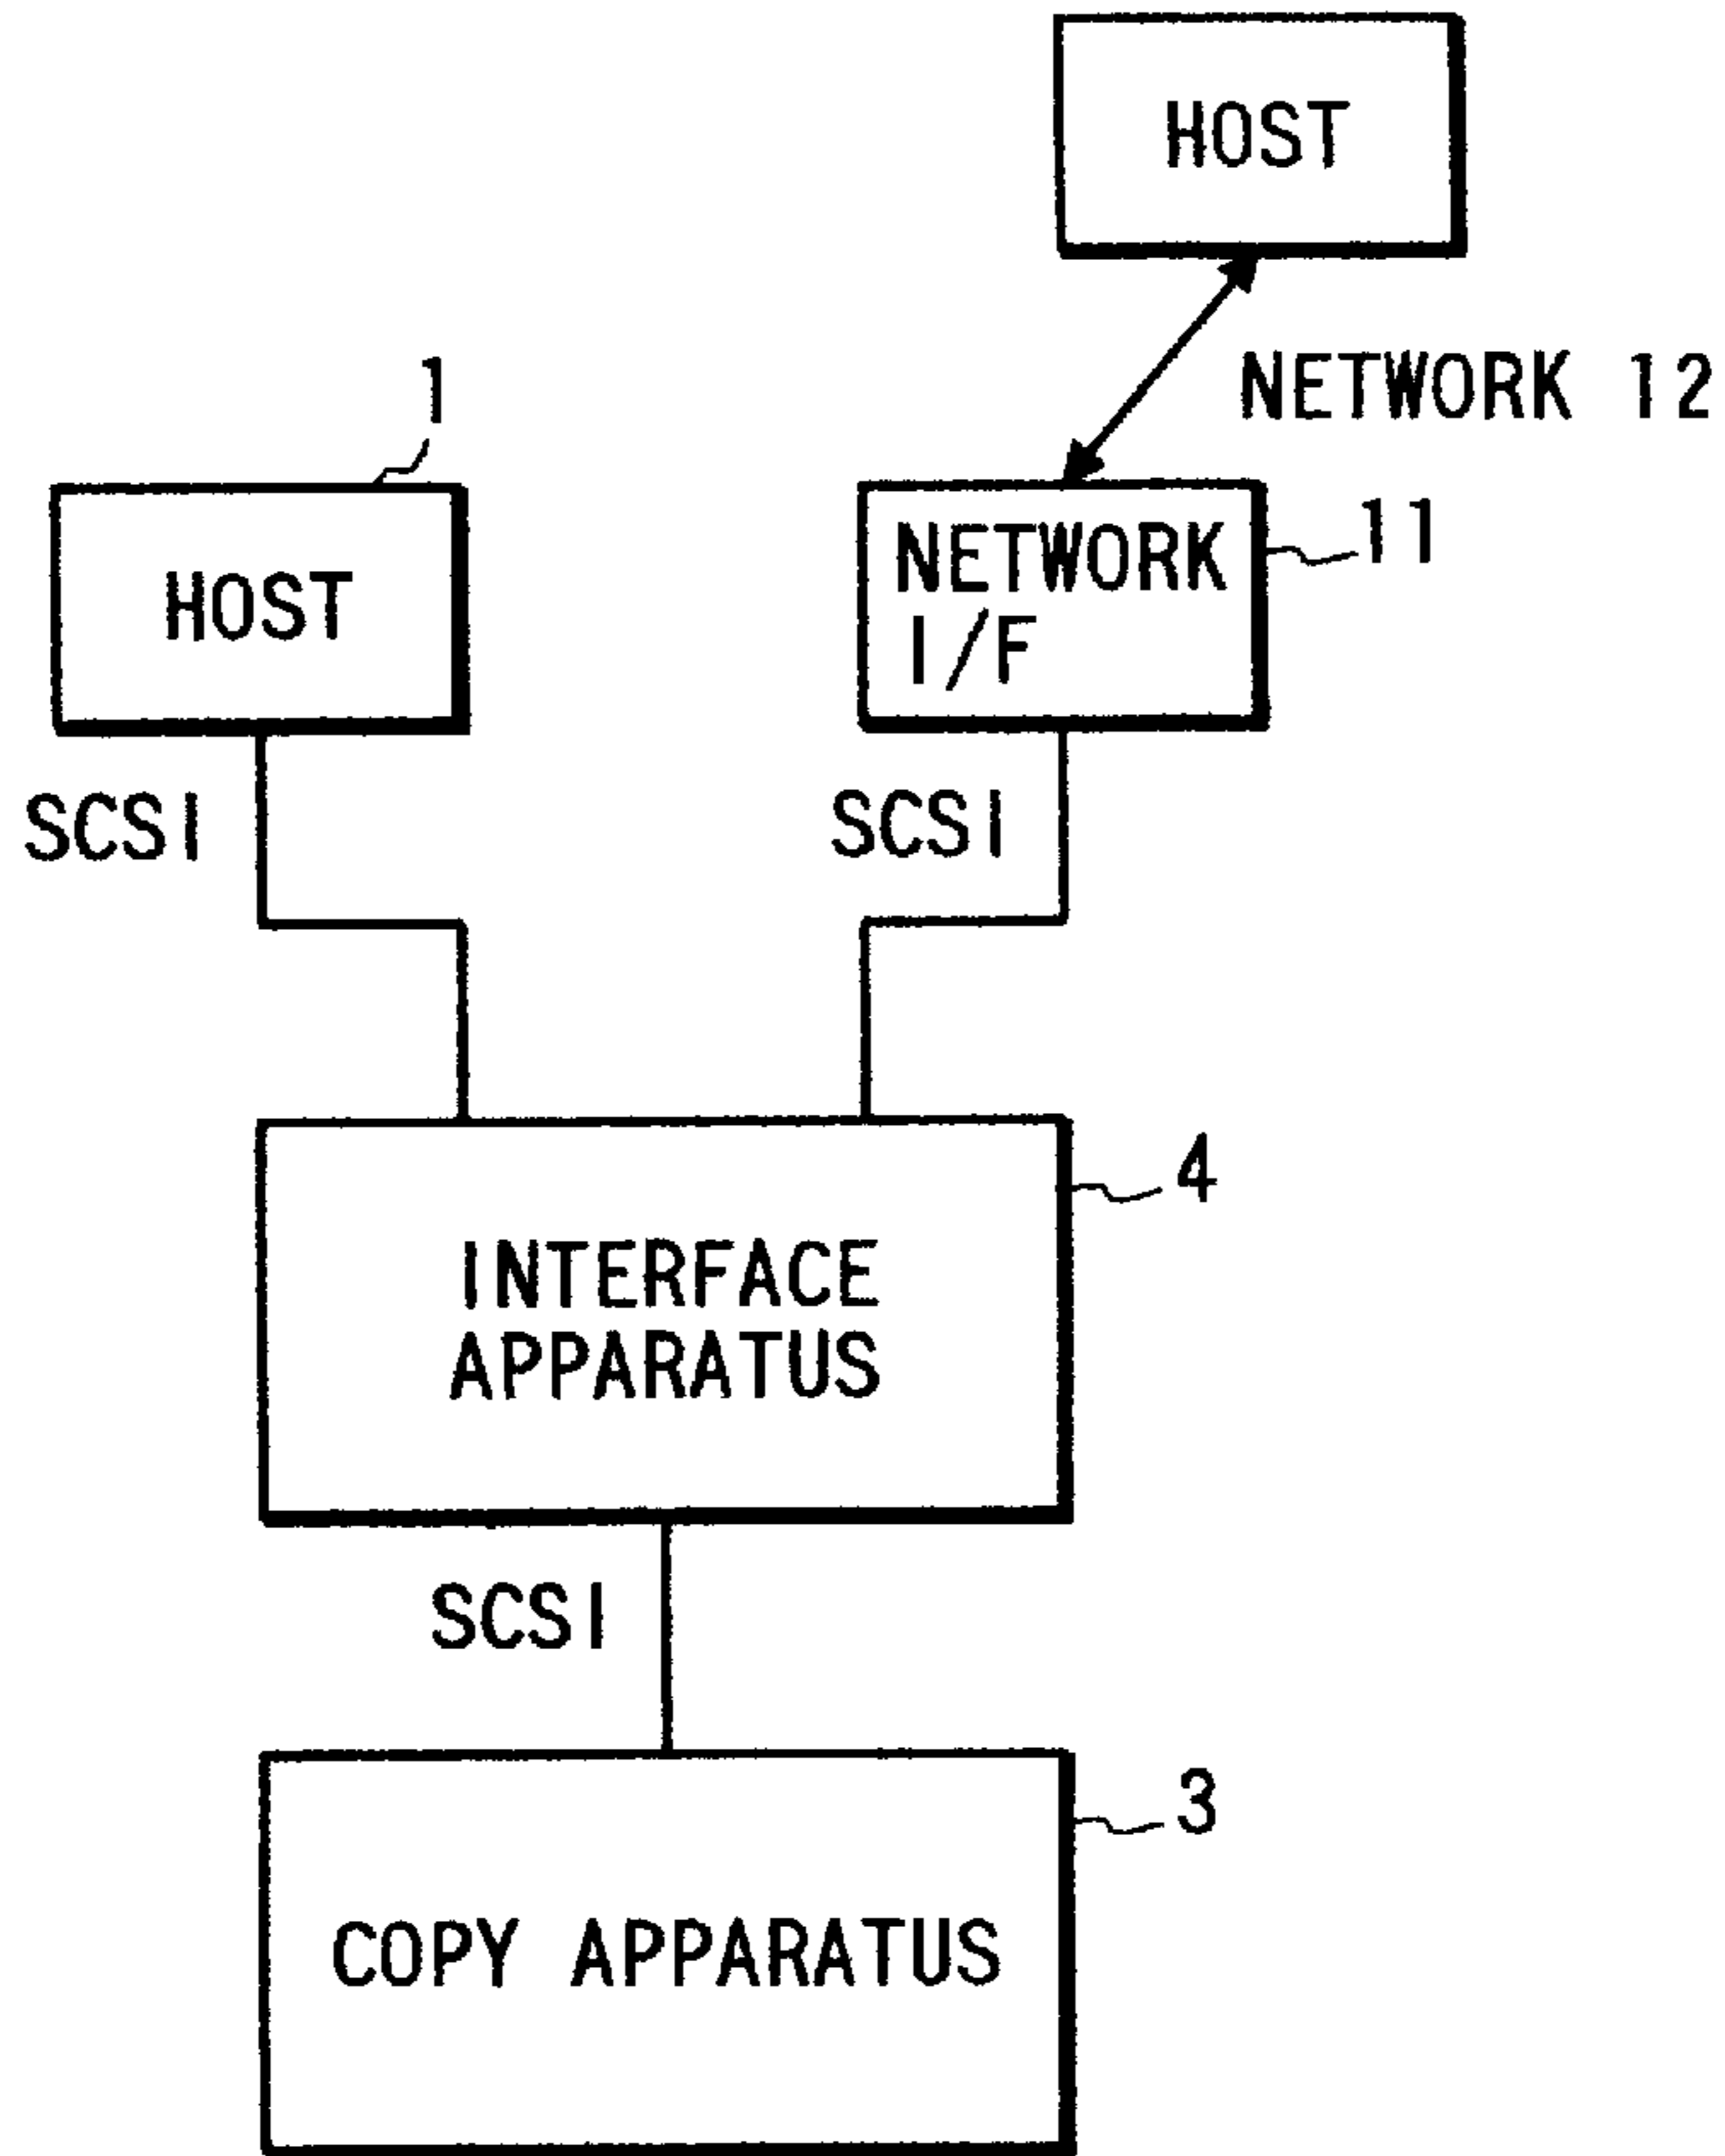 HOST
NETWORK 12
1
HOST
NETWORK
I/F
11
SCSI
SCSI
4
INTERFACE
APPARATUS
SCSI
3
COPY APPARATUS